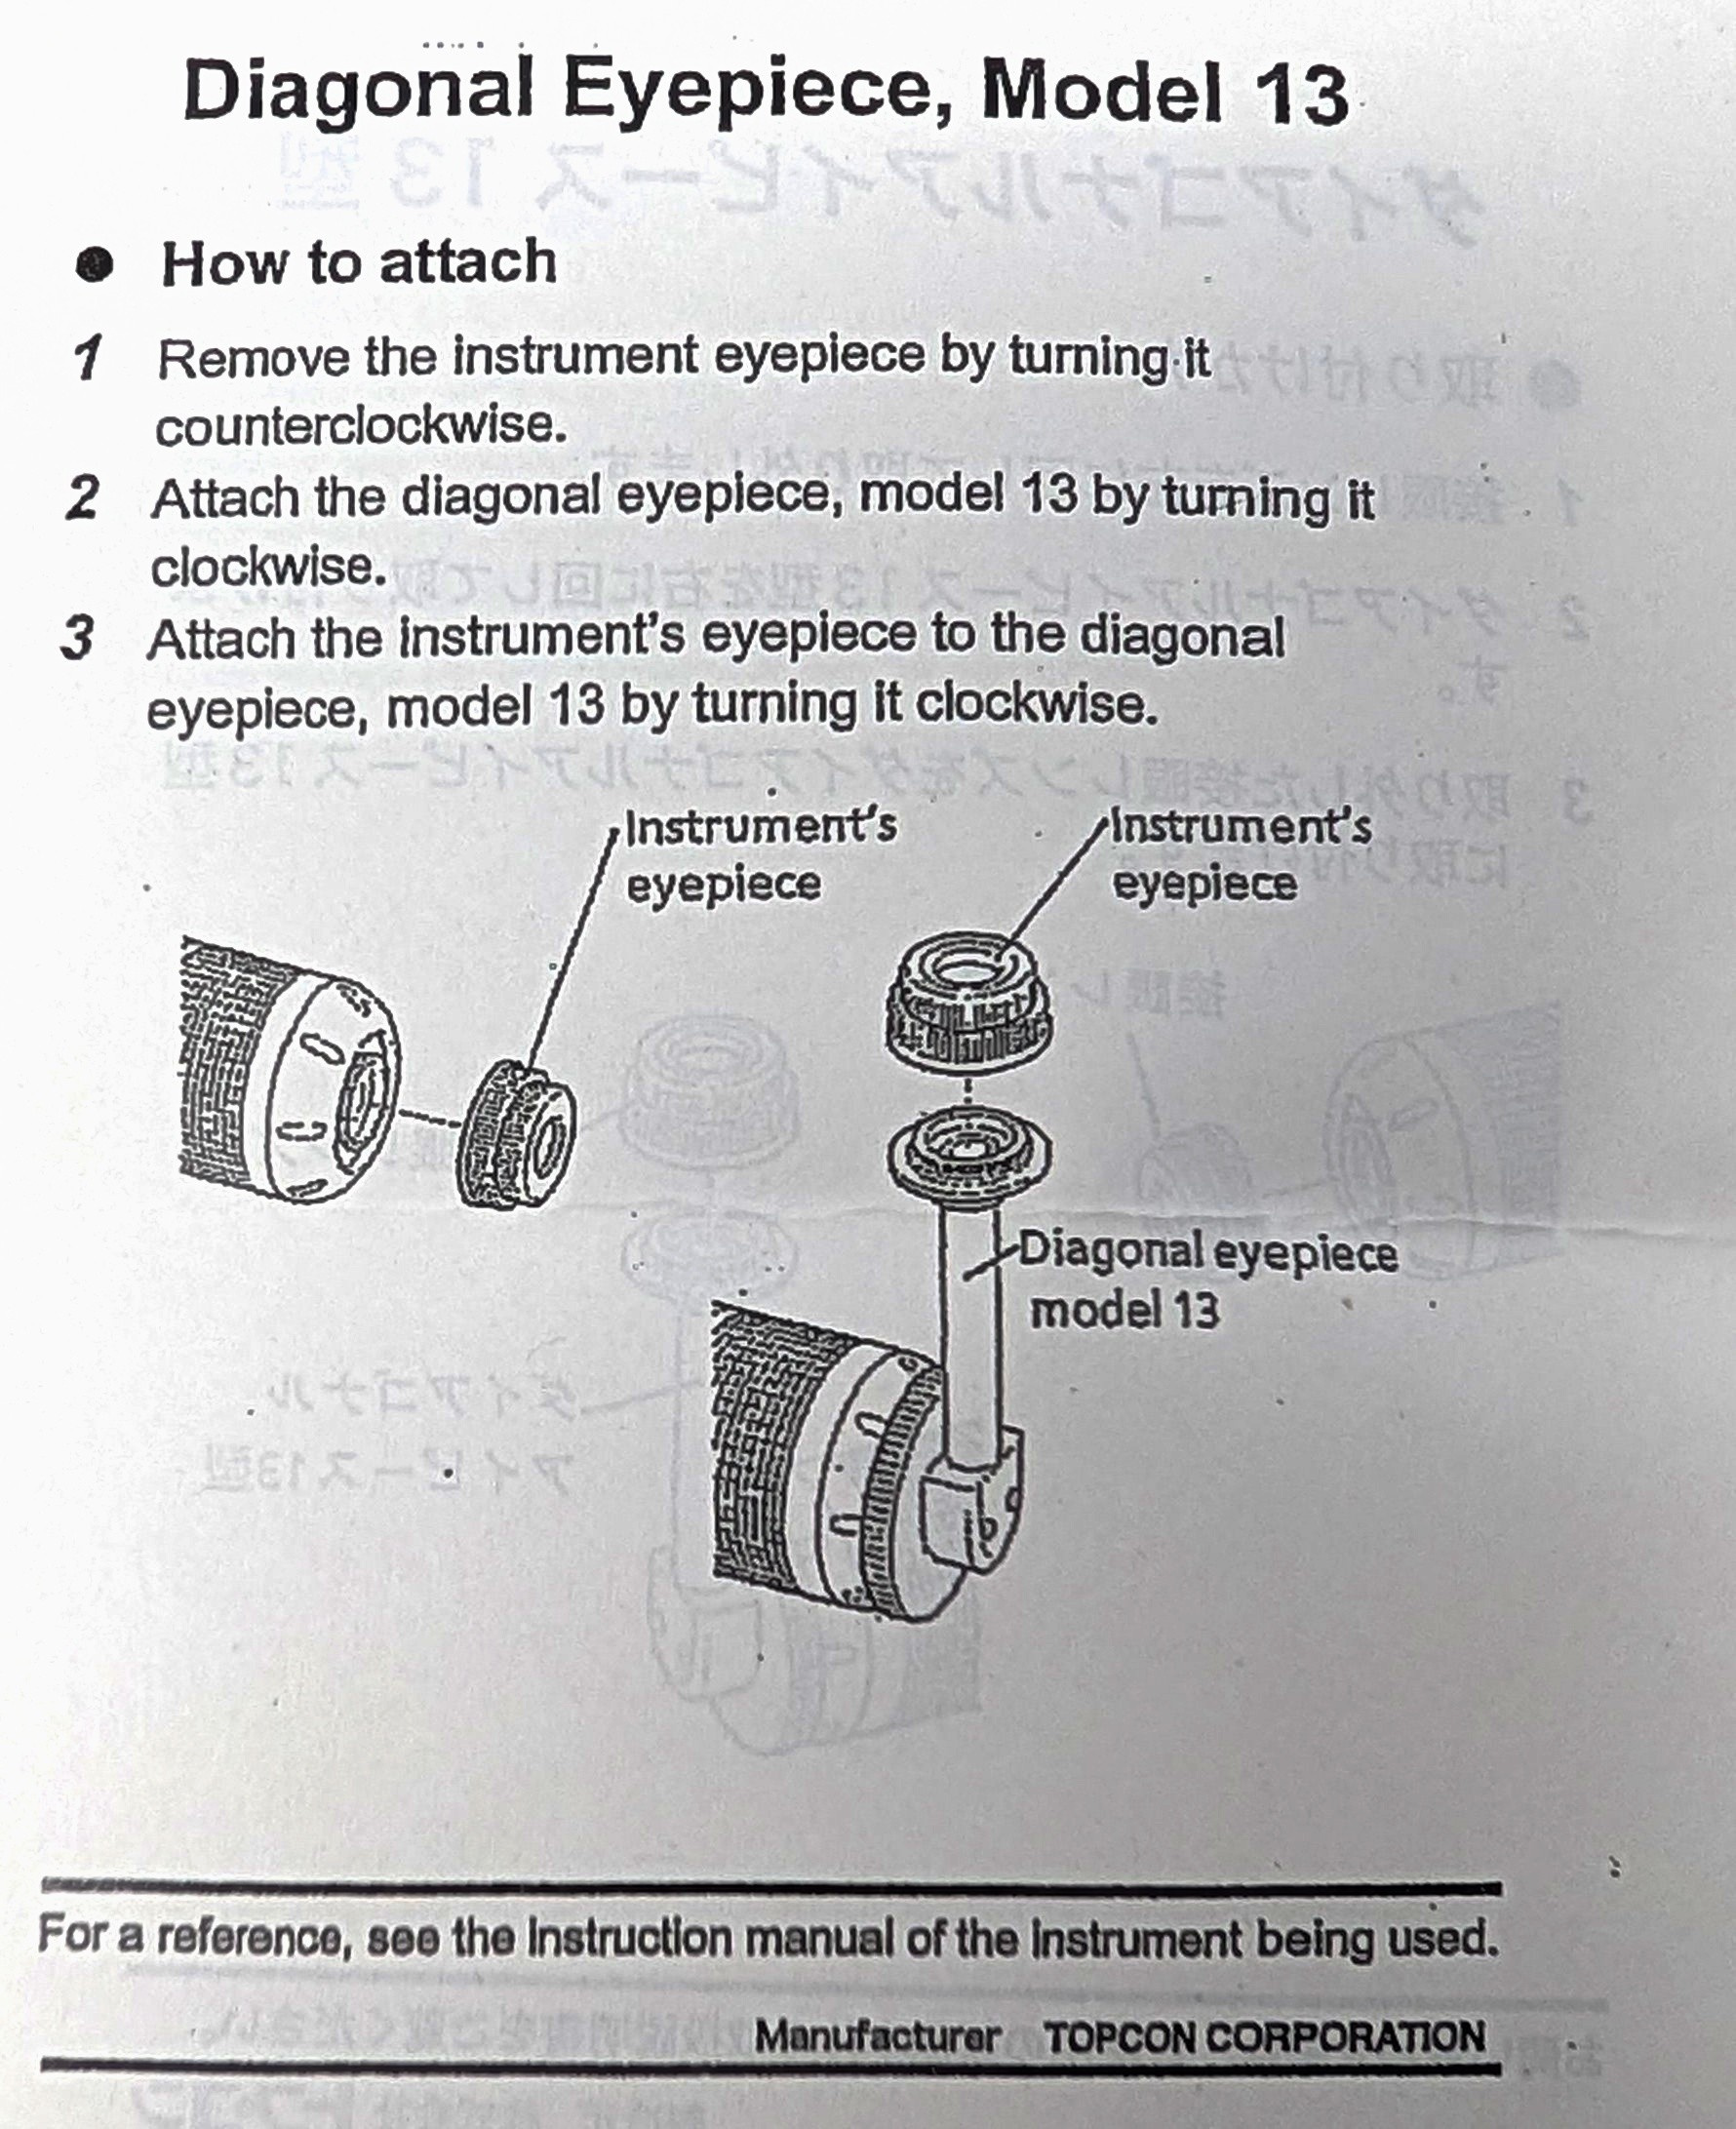 Diagonal Eyepiece, Model 13
● How to attach
1 Remove the instrument eyepiece by turning it
counterclockwise.
2 Attach the diagonal eyepiece, model 13 by turning it
clockwise.
3 Attach the instrument's eyepiece to the diagonal
eyepiece, model 13 by turning it clockwise.
Instrument's
eyepiece
Instrument's
eyepiece
Diagonal eyepiece
model 13
For a reference, see the instruction manual of the instrument being used.
Manufacturer TOPCON CORPORATION